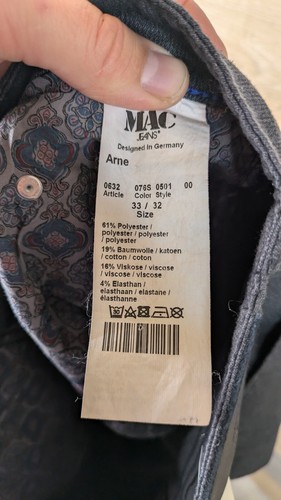 MAC
JEANS
Designed in Germany
Arne
0632 076S 0501 00
Article Color Style
33 / 32
Size
61% Polyester /
polyester / polyester /
polyester
19% Baumwolle / katoen
/ cotton / coton
16% Viskose / viscose
/ viscose / viscose
4% Elasthan /
elasthaan / elastane /
élasthanne